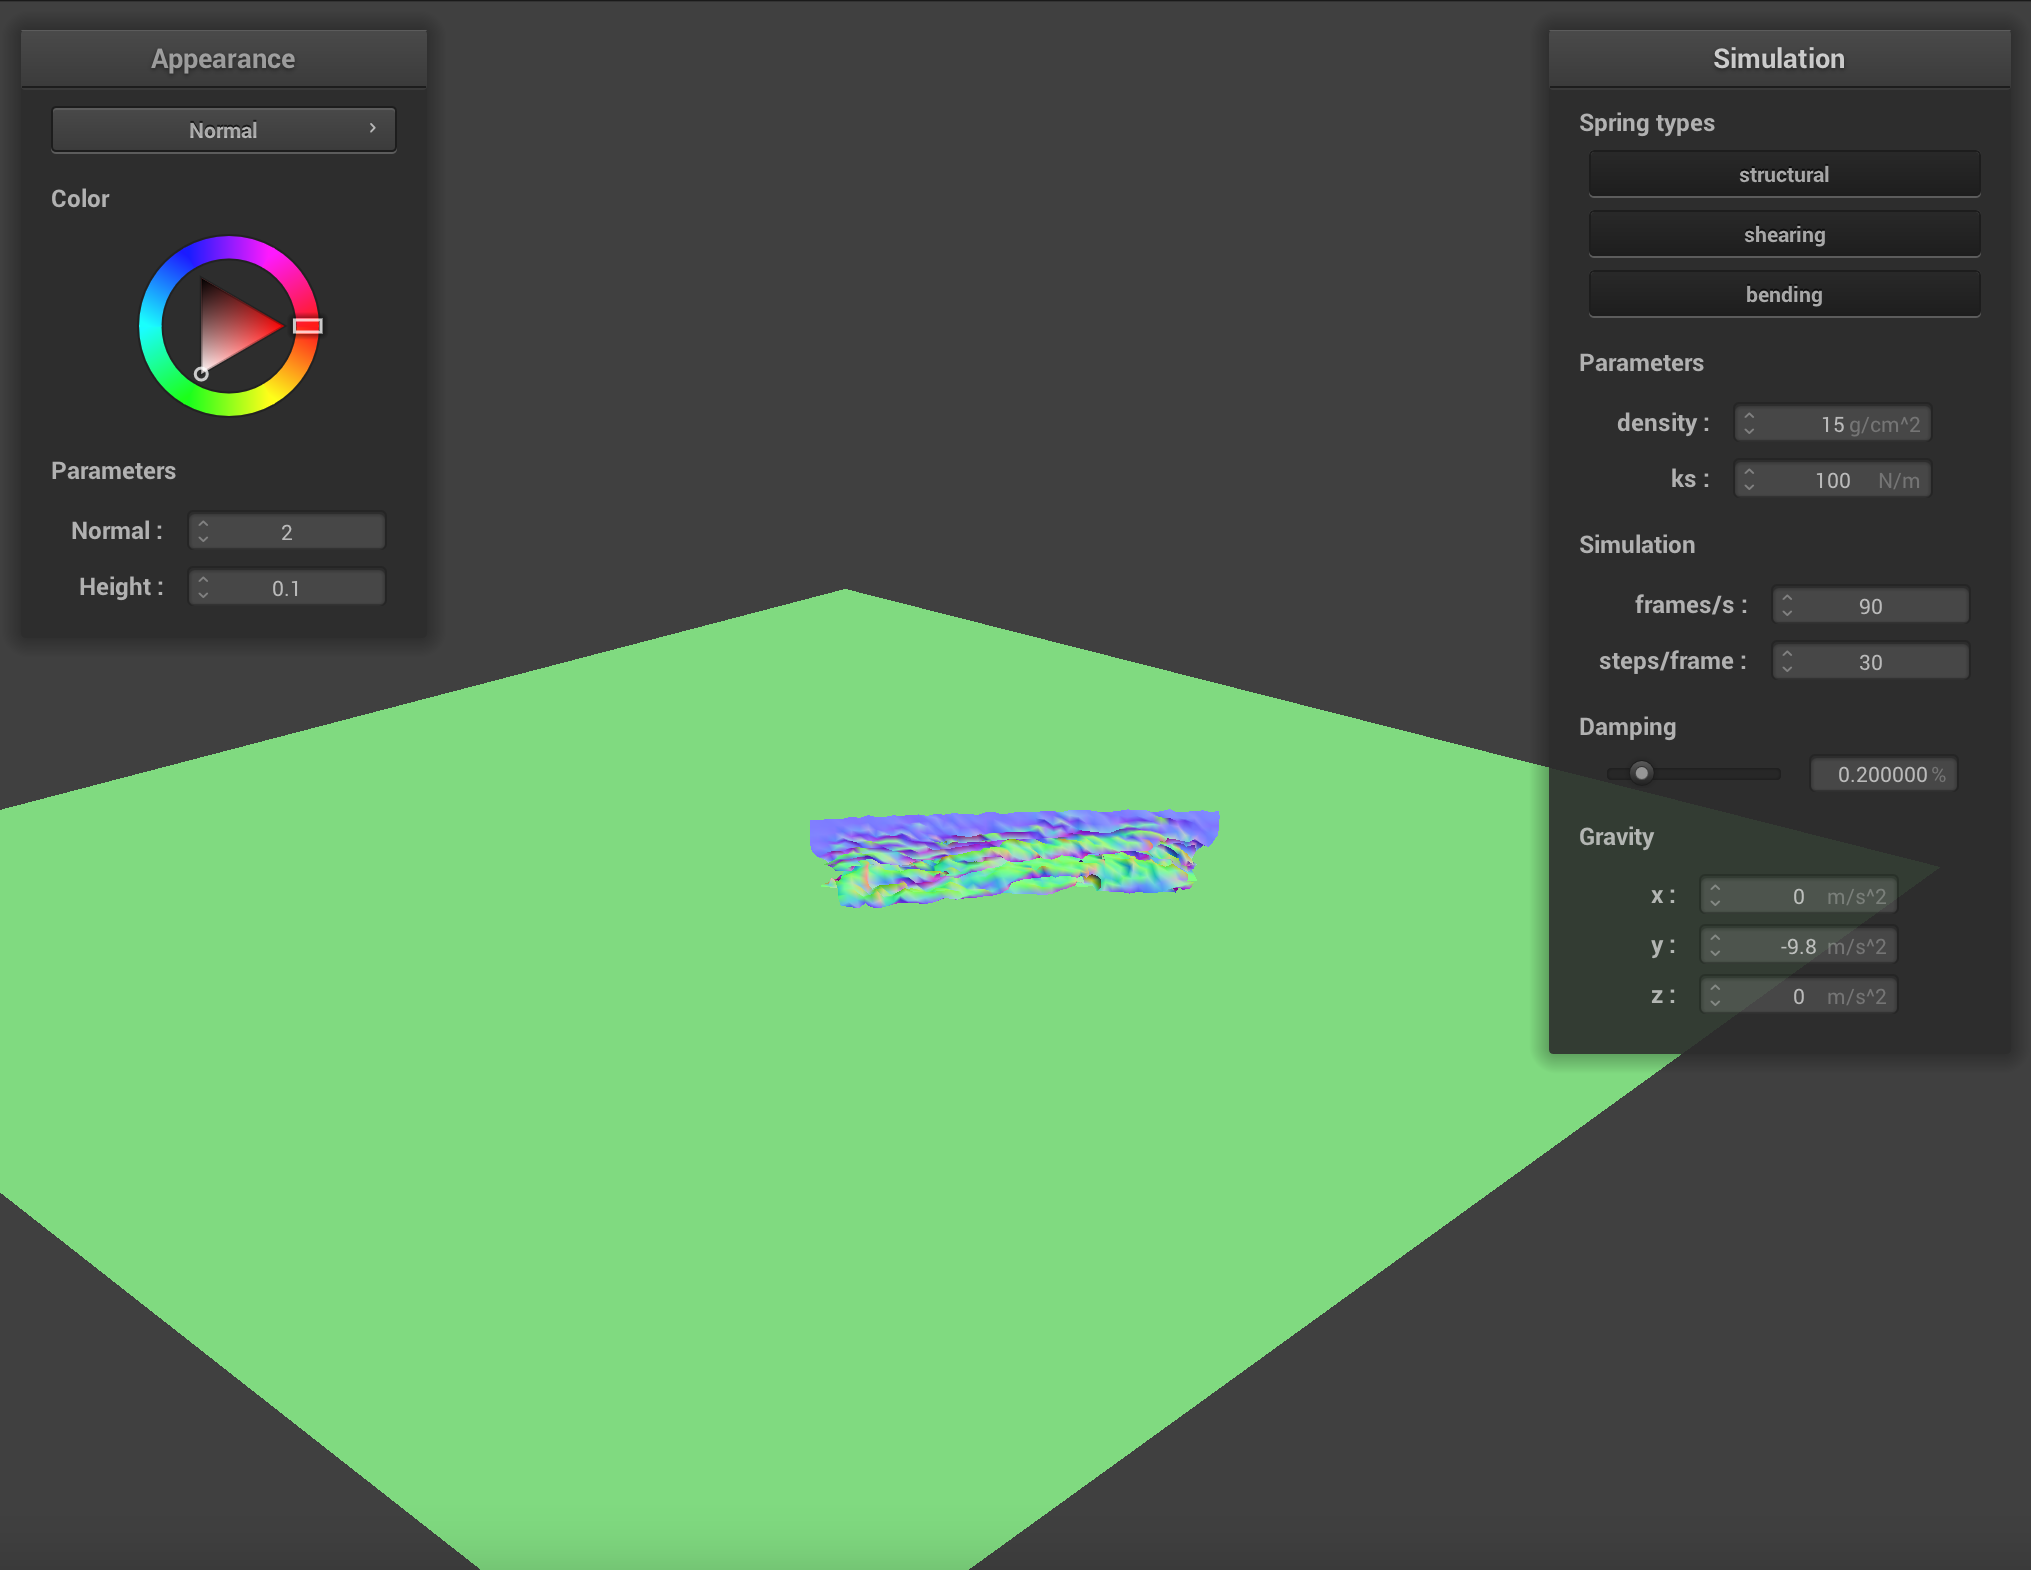 Appearance
Normal
Color
Parameters
Normal : 2
Height : 0.1
Simulation
Spring types
structural
shearing
bending
Parameters
density : 15 g/cm^2
ks : 100 N/m
Simulation
frames/s : 90
steps/frame : 30
Damping
0.200000 %
Gravity
x : 0 m/s^2
y : -9.8 m/s^2
z : 0 m/s^2